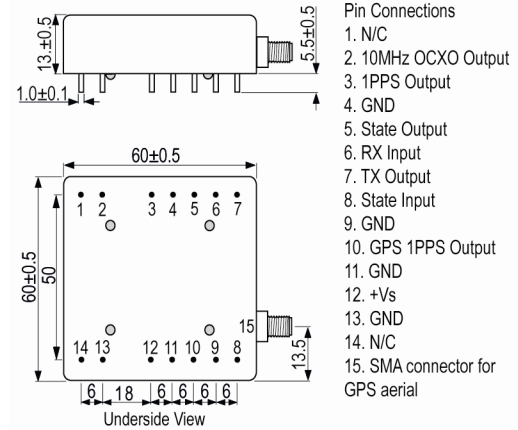 13.±0.5
5.5±0.5
1.0±0.1
60±0.5
60±0.5
50
1 2 3 4 5 6 7
15
13.5
14 13 12 11 10 9 8
6 18 6 6 6 6
Underside View
Pin Connections
1. N/C
2. 10MHz OCXO Output
3. 1PPS Output
4. GND
5. State Output
6. RX Input
7. TX Output
8. State Input
9. GND
10. GPS 1PPS Output
11. GND
12. +Vs
13. GND
14. N/C
15. SMA connector for
GPS aerial